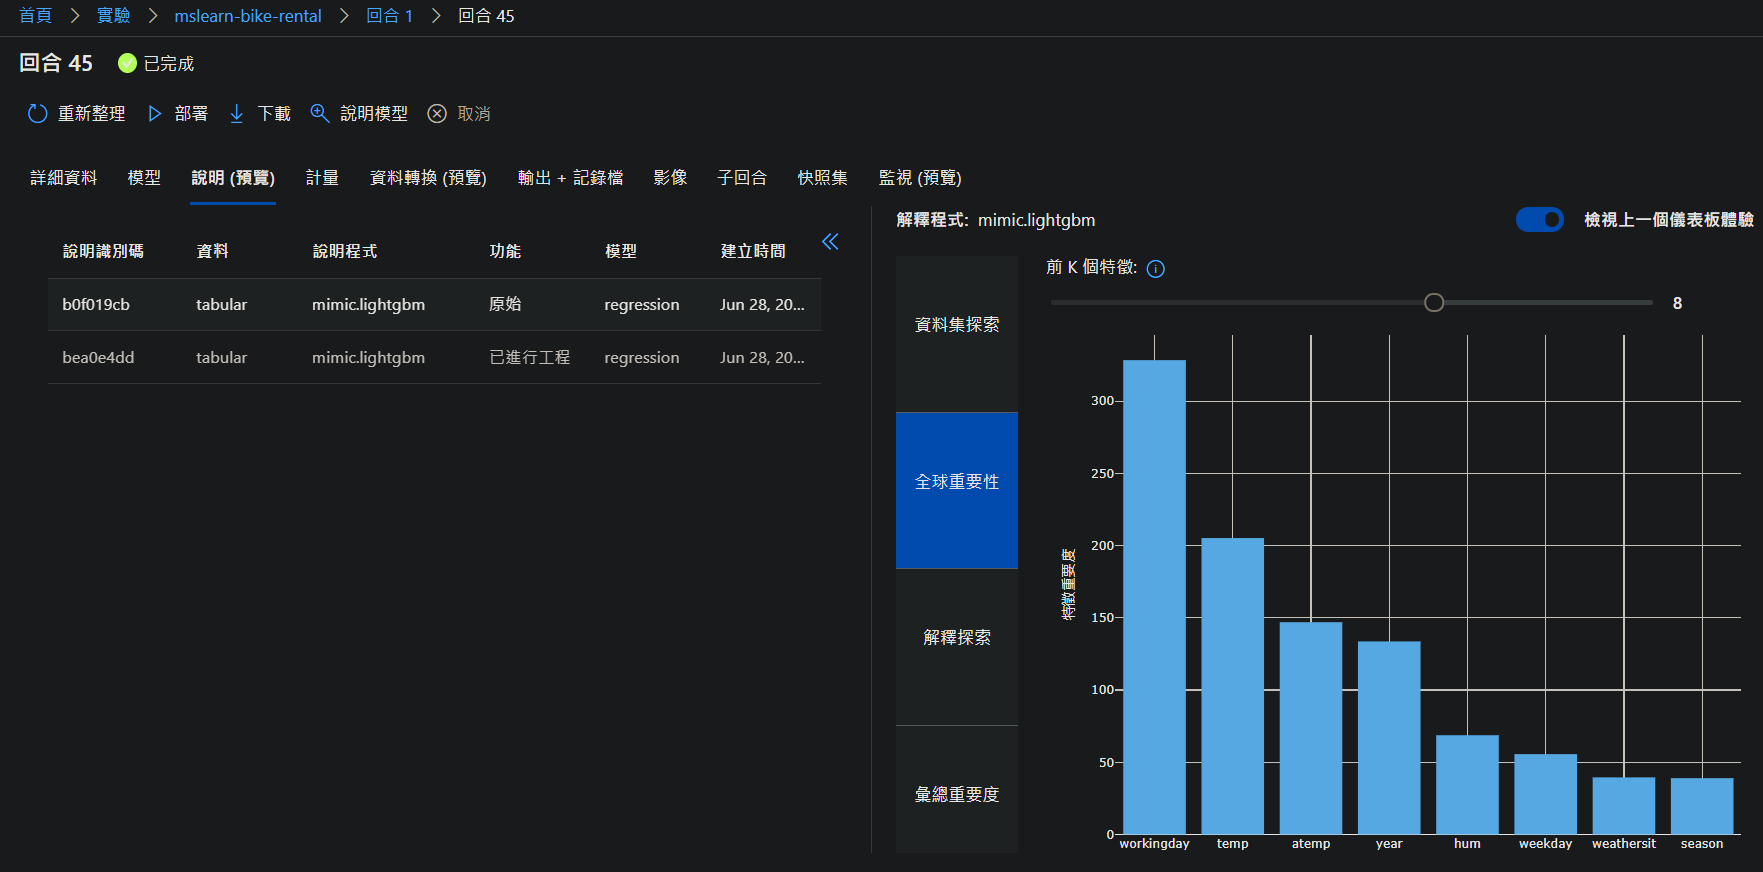 首頁 > 實驗 > mslearn-bike-rental > 回合 1 > 回合 45
回合 45 已完成
重新整理 部署 下載 說明模型 取消
詳細資料 模型 說明 (預覽) 計量 資料轉換 (預覽) 輸出 + 記錄檔 影像 子回合 快照集 監視 (預覽)
說明識別碼 資料 說明程式 功能 模型 建立時間
b0f019cb tabular mimic.lightgbm 原始 regression Jun 28, 20...
bea0e4dd tabular mimic.lightgbm 已進行工程 regression Jun 28, 20...
解釋程式: mimic.lightgbm 檢視上一個儀表板體驗
資料集探索
全球重要性
解釋探索
彙總重要度
前 K 個特徵:
8
特徵重要度
300
250
200
150
100
50
0
workingday temp atemp year hum weekday weathersit season